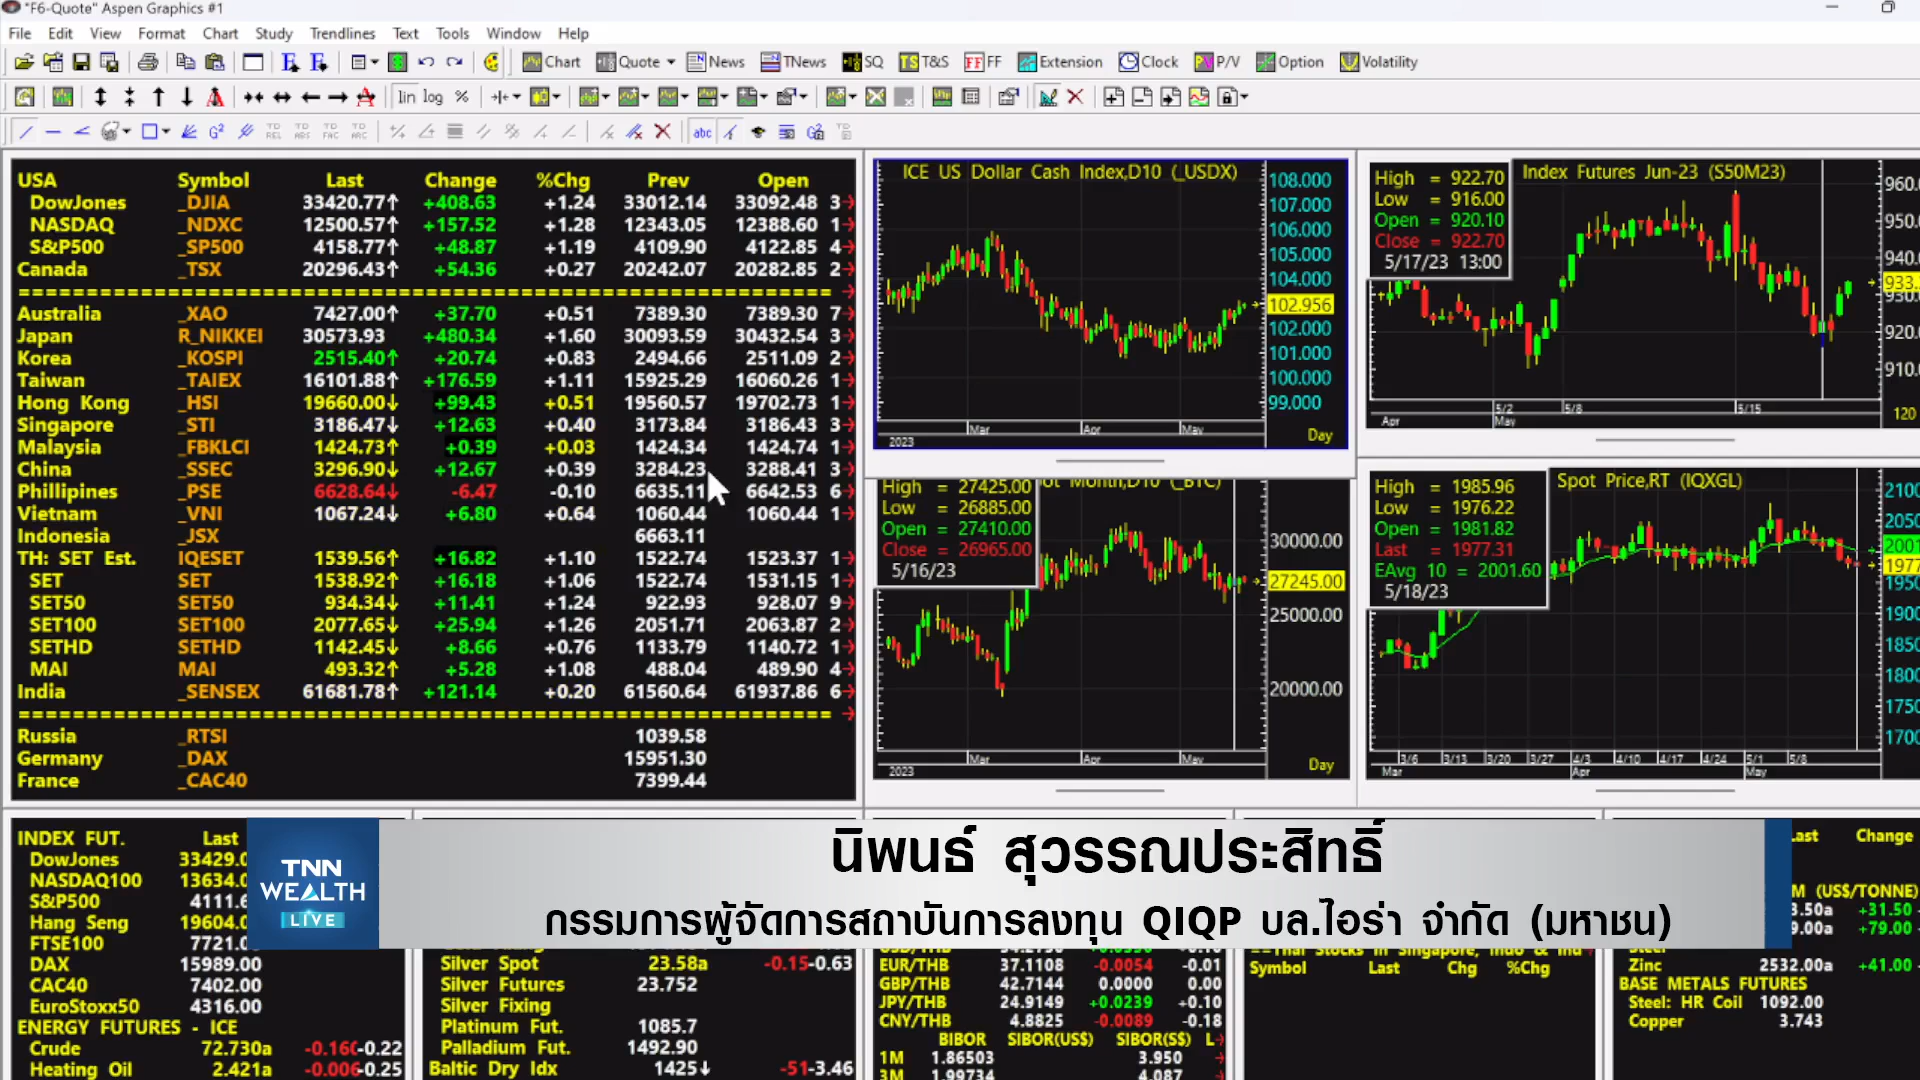 "F6-Quote" Aspen Graphics #1
File Edit View Format Chart Study Trendlines Text Tools Window Help
Chart Quote News TNews SQ T&S FF Extension Clock P/V Option Volatility
lin log %
abc
USA Symbol Last Change %Chg Prev Open
DowJones _DJIA 33420.77↑ +408.63 +1.24 33012.14 33092.48 3
NASDAQ _NDXC 12500.57↑ +157.52 +1.28 12343.05 12388.60 1
S&P500 _SP500 4158.77↑ +48.87 +1.19 4109.90 4122.85 4
Canada _TSX 20296.43↑ +54.36 +0.27 20242.07 20282.85 2
Australia _XAO 7427.00↑ +37.70 +0.51 7389.30 7389.30 7
Japan R_NIKKEI 30573.93 +480.34 +1.60 30093.59 30432.54 3
Korea _KOSPI 2515.40↑ +20.74 +0.83 2494.66 2511.09 2
Taiwan _TAIEX 16101.88↑ +176.59 +1.11 15925.29 16060.26 1
Hong Kong _HSI 19660.00↓ +99.43 +0.51 19560.57 19702.73 1
Singapore _STI 3186.47↓ +12.63 +0.40 3173.84 3186.43 3
Malaysia _FBKLCI 1424.73↑ +0.39 +0.03 1424.34 1424.74 1
China _SSEC 3296.90↓ +12.67 +0.39 3284.23 3288.41 3
Phillipines _PSE 6628.64↓ -6.47 -0.10 6635.11 6642.53 6
Vietnam _VNI 1067.24↓ +6.80 +0.64 1060.44 1060.44 1
Indonesia _JSX 6663.11
TH: SET Est. IQESET 1539.56↑ +16.82 +1.10 1522.74 1523.37 1
SET SET 1538.92↑ +16.18 +1.06 1522.74 1531.15 1
SET50 SET50 934.34↓ +11.41 +1.24 922.93 928.07 9
SET100 SET100 2077.65↓ +25.94 +1.26 2051.71 2063.87 2
SETHD SETHD 1142.45↓ +8.66 +0.76 1133.79 1140.72 1
MAI MAI 493.32↑ +5.28 +1.08 488.04 489.90 4
India _SENSEX 61681.78↑ +121.14 +0.20 61560.64 61937.86 6
Russia _RTSI 1039.58
Germany _DAX 15951.30
France _CAC40 7399.44
ICE US Dollar Cash Index,D10 (_USDX)
108.000
107.000
106.000
105.000
104.000
102.956
102.000
101.000
100.000
99.000
Mar Apr May
2023 Day
High = 922.70
Low = 916.00
Open = 920.10
Close = 922.70
5/17/23 13:00
Index Futures Jun-23 (S50M23)
960.
950.
940.
933.
930.
920.
910.
5/2 5/8 5/15
Apr May 120
High = 27425.00
Low = 26885.00
Open = 27410.00
Close = 26965.00
5/16/23
Month,D10 (_BTC)
30000.00
27245.00
25000.00
20000.00
Mar Apr May
2023 Day
High = 1985.96
Low = 1976.22
Open = 1981.82
Last = 1977.31
EAvg 10 = 2001.60
5/18/23
Spot Price,RT (IQXGL)
2100
2050
2001
1977
1950
1900
1850
1800
1750
1700
3/6 3/13 3/20 3/27 4/3 4/10 4/17 4/24 5/1 5/8
Mar Apr May
INDEX FUT. Last
DowJones 33429.0
NASDAQ100 13634.0
S&P500 4111.6
Hang Seng 19604.0
FTSE100 7721.0
DAX 15989.00
CAC40 7402.00
EuroStoxx50 4316.00
ENERGY FUTURES - ICE
Crude 72.730a -0.160 -0.22
Heating Oil 2.421a -0.006 -0.25
TNN
WEALTH
LIVE
นิพนธ์ สุวรรณประสิทธิ์
กรรมการผู้จัดการสถาบันการลงทุน QIQP บล.ไอร่า จำกัด (มหาชน)
Silver Spot 23.58a -0.15 -0.63
Silver Futures 23.752
Silver Fixing
Platinum Fut. 1085.7
Palladium Fut. 1492.90
Baltic Dry Idx 1425↓ -51 -3.46
EUR/THB 37.1108 -0.0054 -0.01
GBP/THB 42.7144 0.0000 0.00
JPY/THB 24.9149 +0.0239 +0.10
CNY/THB 4.8825 -0.0089 -0.18
BIBOR SIBOR(US$) SIBOR(S$) L
1M 1.86503 3.950
3M 1.99734 4.087
Symbol Last Chg %Chg
Last Change
M (US$/TONNE)
3.50a +31.50
9.00a +79.00
Zinc 2532.00a +41.00
BASE METALS FUTURES
Steel: HR Coil 1092.00
Copper 3.743